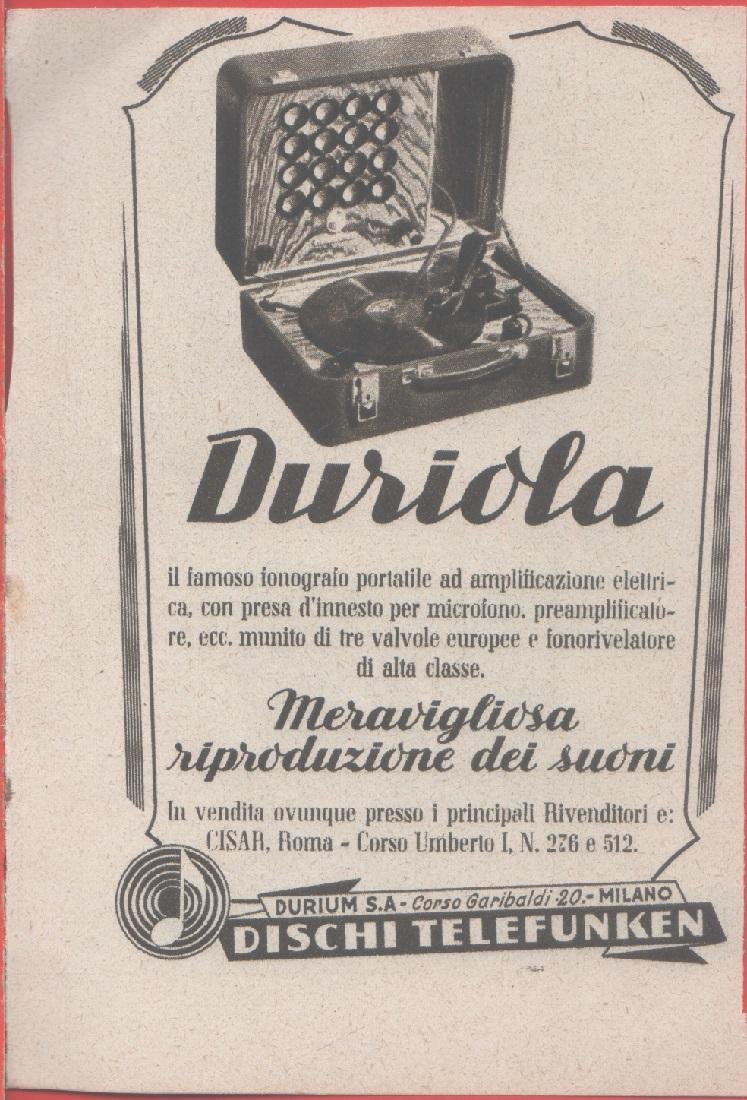 Duriola
il famoso fonografo portatile ad amplificazione elettri-
ca, con presa d'innesto per microfono, preamplificato-
re, ecc. munito di tre valvole europee e fonorivelatore
di alta classe.
Meravigliosa
riproduzione dei suoni
In vendita ovunque presso i principali Rivenditori e:
CISAR, Roma - Corso Umberto I, N. 276 e 512.
DURIUM S.A - Corso Garibaldi 20. - MILANO
DISCHI TELEFUNKEN